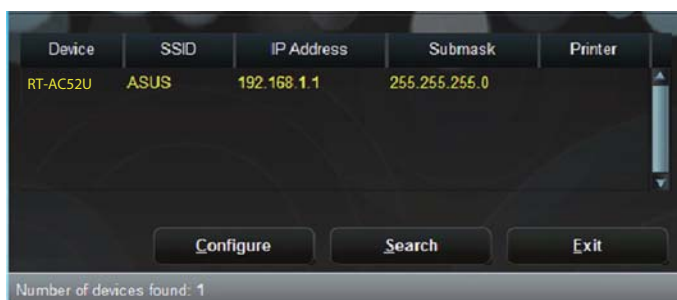 Device SSID IP Address Submask Printer
RT-AC52U ASUS 192.168.1.1 255.255.255.0
Configure Search Exit
Number of devices found: 1